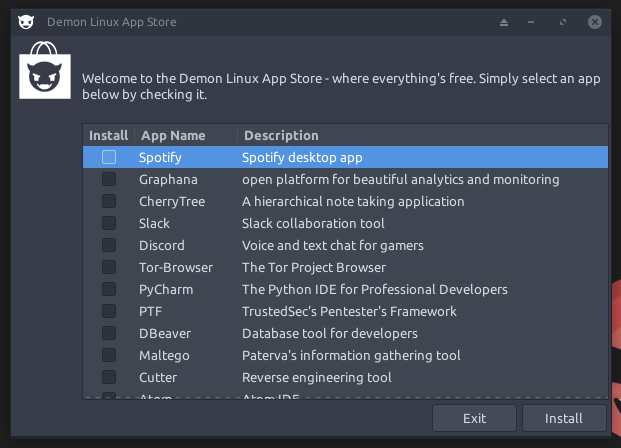 Demon Linux App Store
Welcome to the Demon Linux App Store - where everything's free. Simply select an app
below by checking it.
Install App Name Description
Spotify Spotify desktop app
Graphana open platform for beautiful analytics and monitoring
CherryTree A hierarchical note taking application
Slack Slack collaboration tool
Discord Voice and text chat for gamers
Tor-Browser The Tor Project Browser
PyCharm The Python IDE for Professional Developers
PTF TrustedSec's Pentester's Framework
DBeaver Database tool for developers
Maltego Paterva's information gathering tool
Cutter Reverse engineering tool
Atom Atom IDE
Exit Install